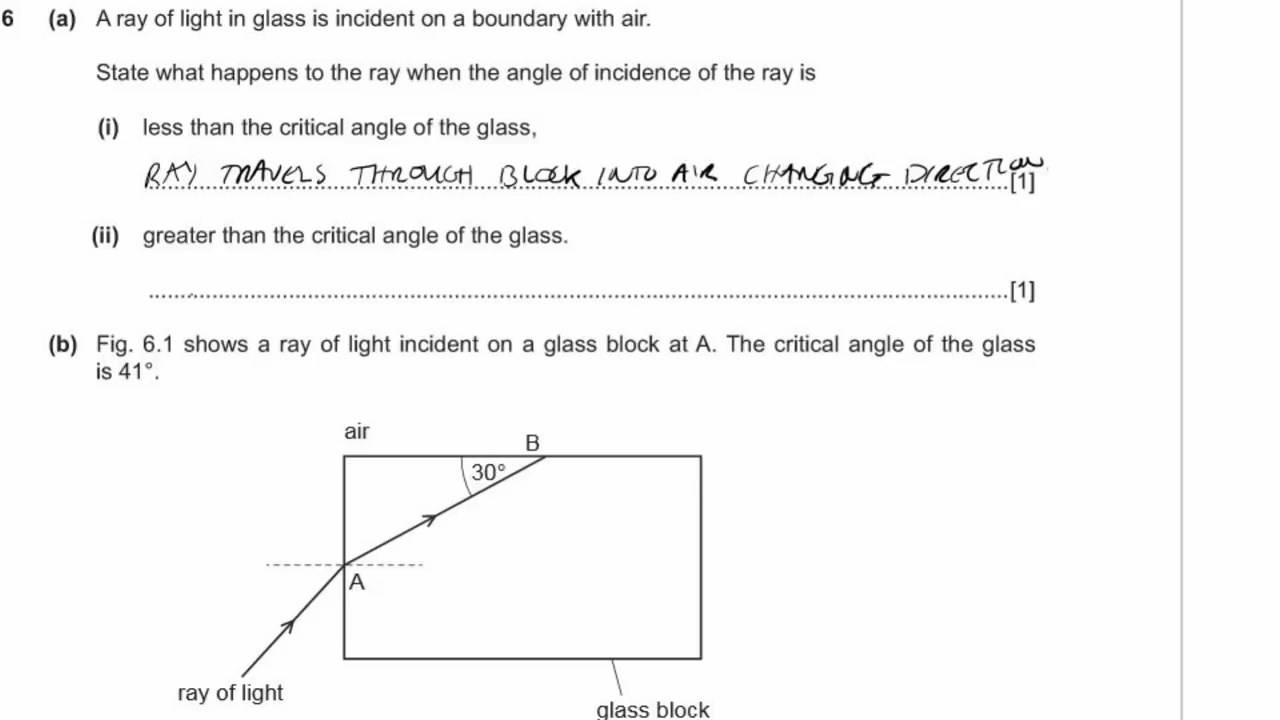 6 (a) A ray of light in glass is incident on a boundary with air.
State what happens to the ray when the angle of incidence of the ray is
(i) less than the critical angle of the glass,
RAY TRAVELS THROUGH BLOCK INTO AIR CHANGING DIRECTION
[1]
(ii) greater than the critical angle of the glass.
[1]
(b) Fig. 6.1 shows a ray of light incident on a glass block at A. The critical angle of the glass
is 41°.
air
B
30°
A
ray of light
glass block